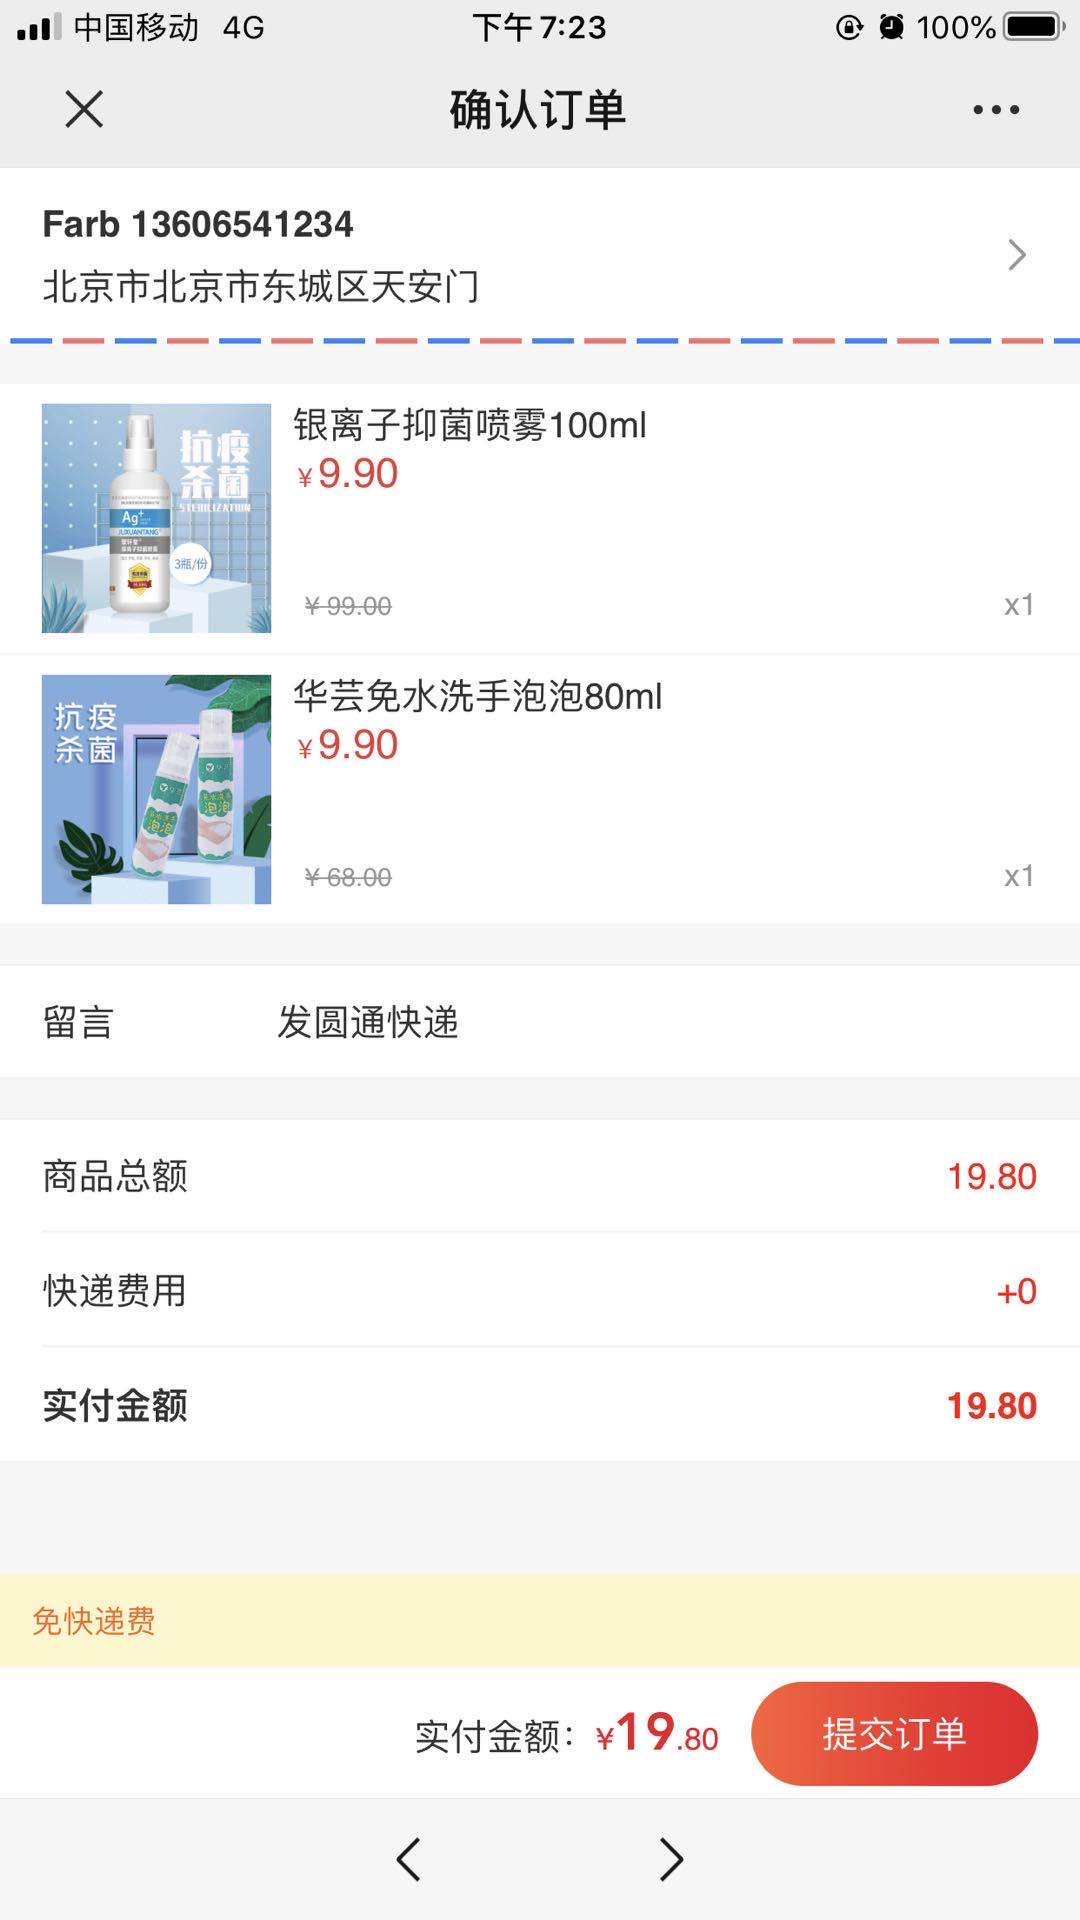 中国移动 4G 下午7:23 100%
确认订单
Farb 13606541234
北京市北京市东城区天安门
抗疫
杀菌
STERILIZATION
Ag+
JUXUANTANG
3瓶/份
银离子抑菌喷雾100ml
¥9.90
¥99.00
x1
抗疫
杀菌
泡泡
泡泡
华芸免水洗手泡泡80ml
¥9.90
¥68.00
x1
留言 发圆通快递
商品总额 19.80
快递费用 +0
实付金额 19.80
免快递费
实付金额：¥19.80 提交订单